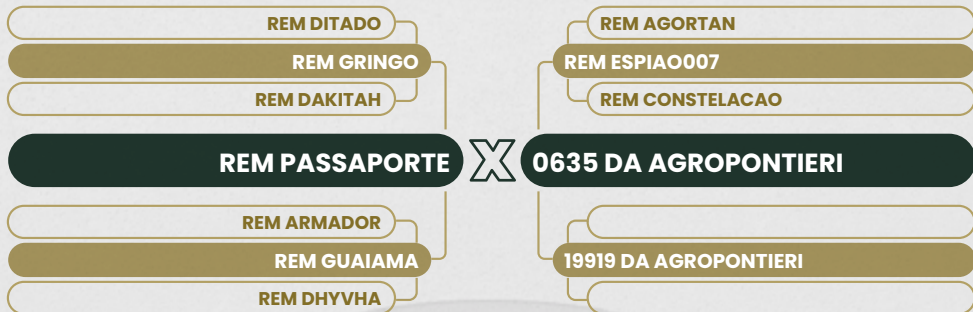 REM DITADO
REM GRINGO
REM DAKITAH
REM PASSAPORTE
REM ARMADOR
REM GUAIAMA
REM DHYVHA
X
REM AGORTAN
REM ESPIAO007
REM CONSTELACAO
0635 DA AGROPONTIERI
19919 DA AGROPONTIERI